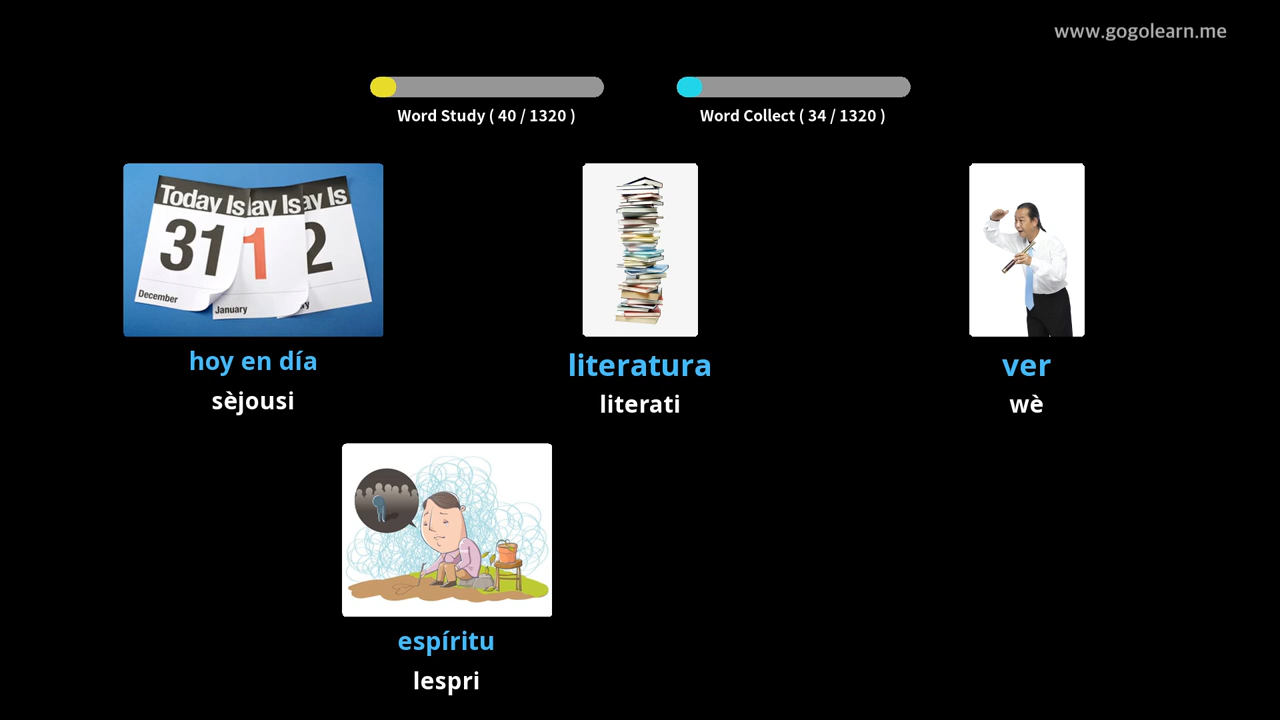 www.gogolearn.me
Word Study ( 40 / 1320 )
Word Collect ( 34 / 1320 )
Today Is
ay Is
ay Is
31
1
2
December
January
hoy en día
sèjousi
literatura
literati
ver
wè
espíritu
lespri